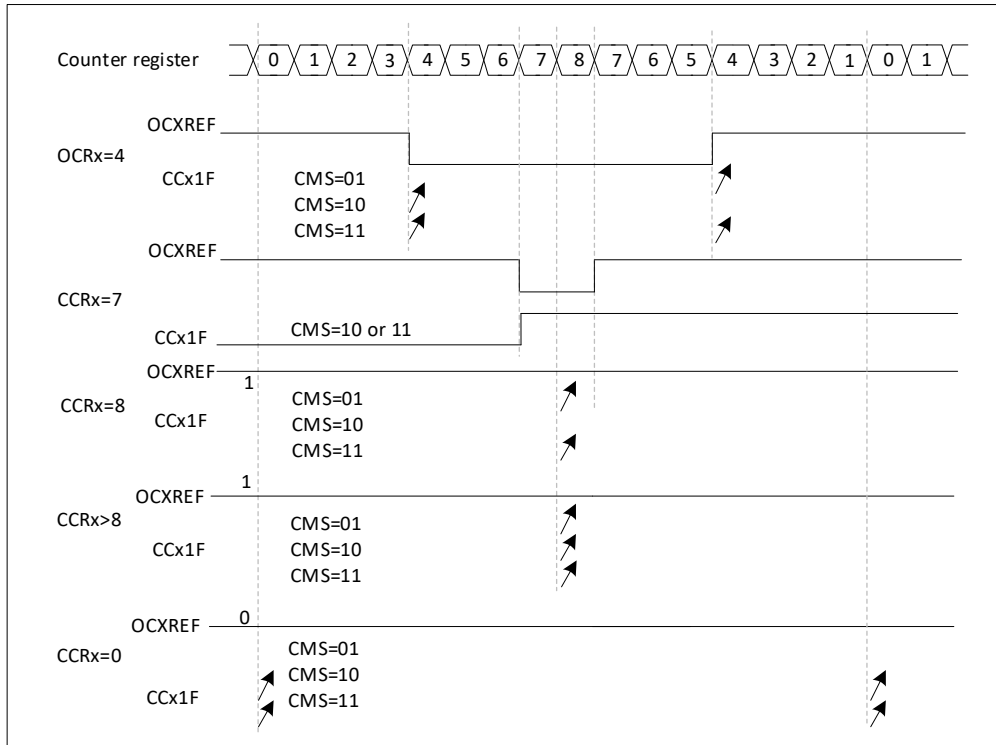 Counter register 0 1 2 3 4 5 6 7 8 7 6 5 4 3 2 1 0 1
OCXREF
OCRx=4
CCx1F
CMS=01
CMS=10
CMS=11
OCXREF
CCRx=7
CCx1F
CMS=10 or 11
OCXREF
1
CCRx=8
CCx1F
CMS=01
CMS=10
CMS=11
OCXREF
1
CCRx>8
CCx1F
CMS=01
CMS=10
CMS=11
OCXREF
0
CCRx=0
CCx1F
CMS=01
CMS=10
CMS=11